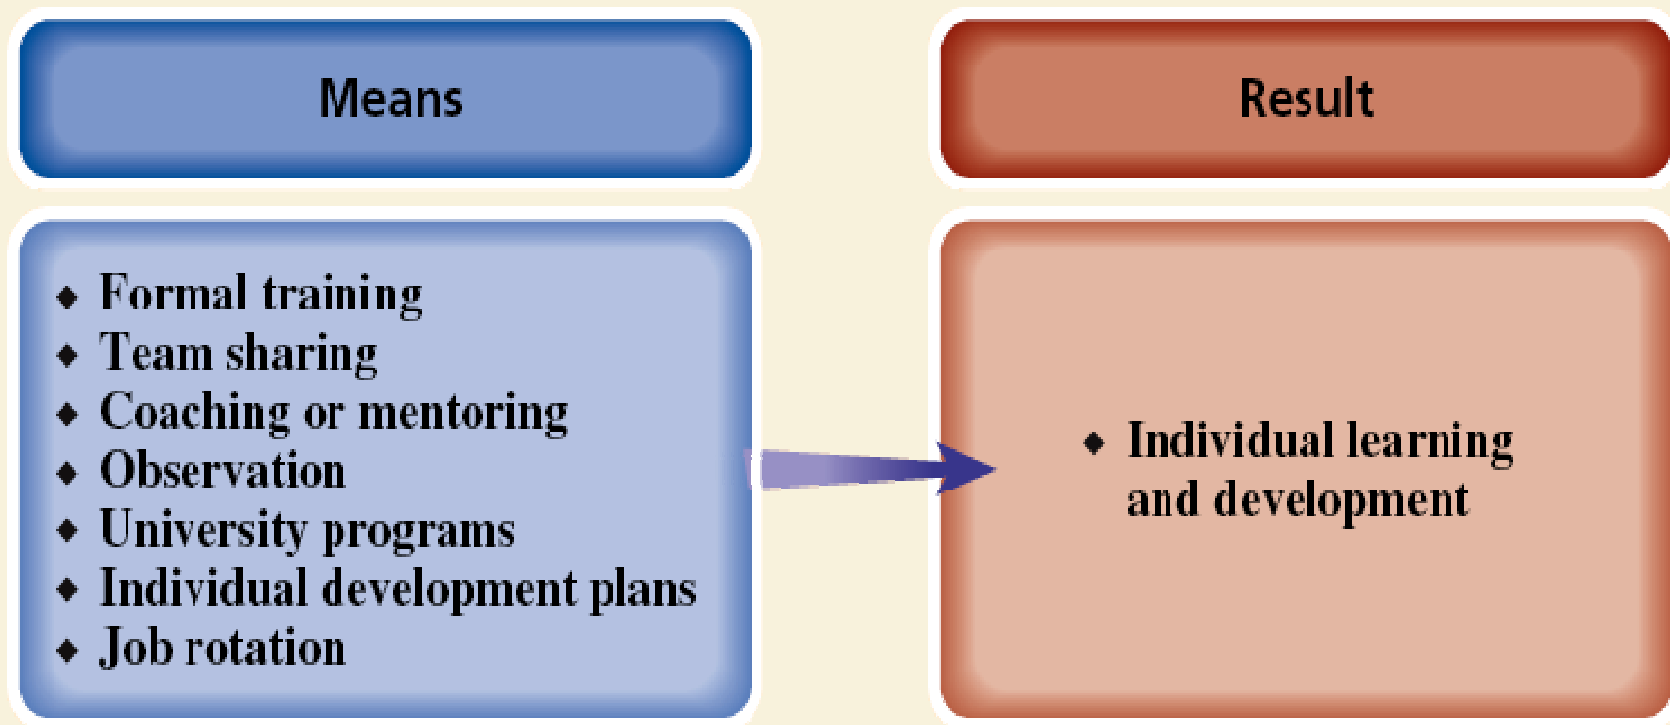 Means
♦ Formal training
♦ Team sharing
♦ Coaching or mentoring
♦ Observation
♦ University programs
♦ Individual development plans
♦ Job rotation
Result
♦ Individual learning
and development